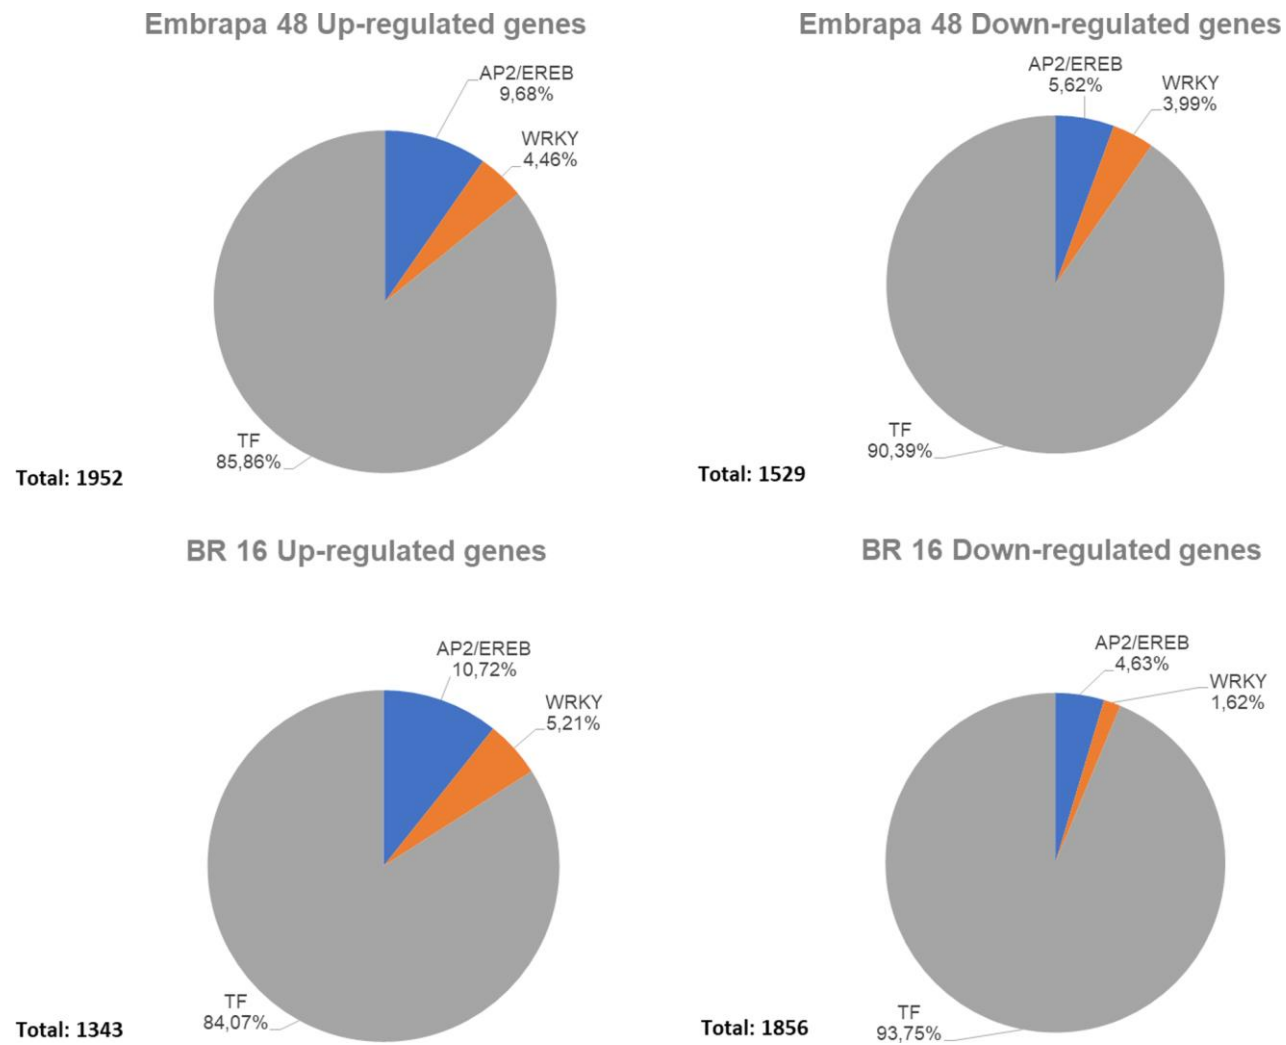 Embrapa 48 Up-regulated genes
AP2/EREB
9,68%
WRKY
4,46%
TF
85,86%
Total: 1952
Embrapa 48 Down-regulated genes
AP2/EREB
5,62%
WRKY
3,99%
TF
90,39%
Total: 1529
BR 16 Up-regulated genes
AP2/EREB
10,72%
WRKY
5,21%
TF
84,07%
Total: 1343
BR 16 Down-regulated genes
AP2/EREB
4,63%
WRKY
1,62%
TF
93,75%
Total: 1856